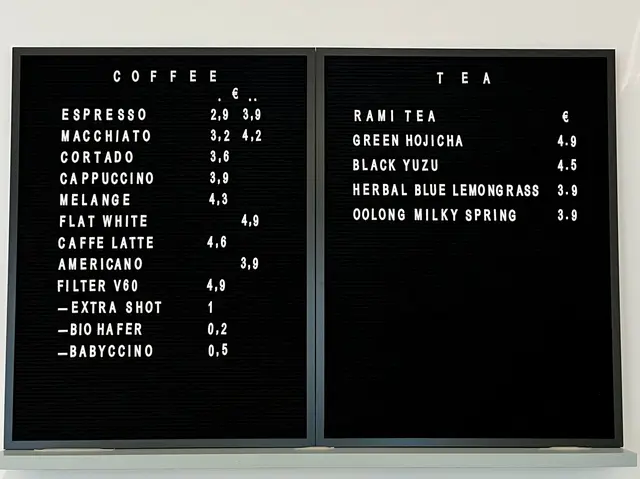 COFFEE
. € ..
ESPRESSO 2,9 3,9
MACCHIATO 3,2 4,2
CORTADO 3,6
CAPPUCCINO 3,9
MELANGE 4,3
FLAT WHITE 4,9
CAFFE LATTE 4,6
AMERICANO 3,9
FILTER V60 4,9
—EXTRA SHOT 1
—BIO HAFER 0,2
—BABYCCINO 0,5
TEA
RAMI TEA €
GREEN HOJICHA 4.9
BLACK YUZU 4.5
HERBAL BLUE LEMONGRASS 3.9
OOLONG MILKY SPRING 3.9